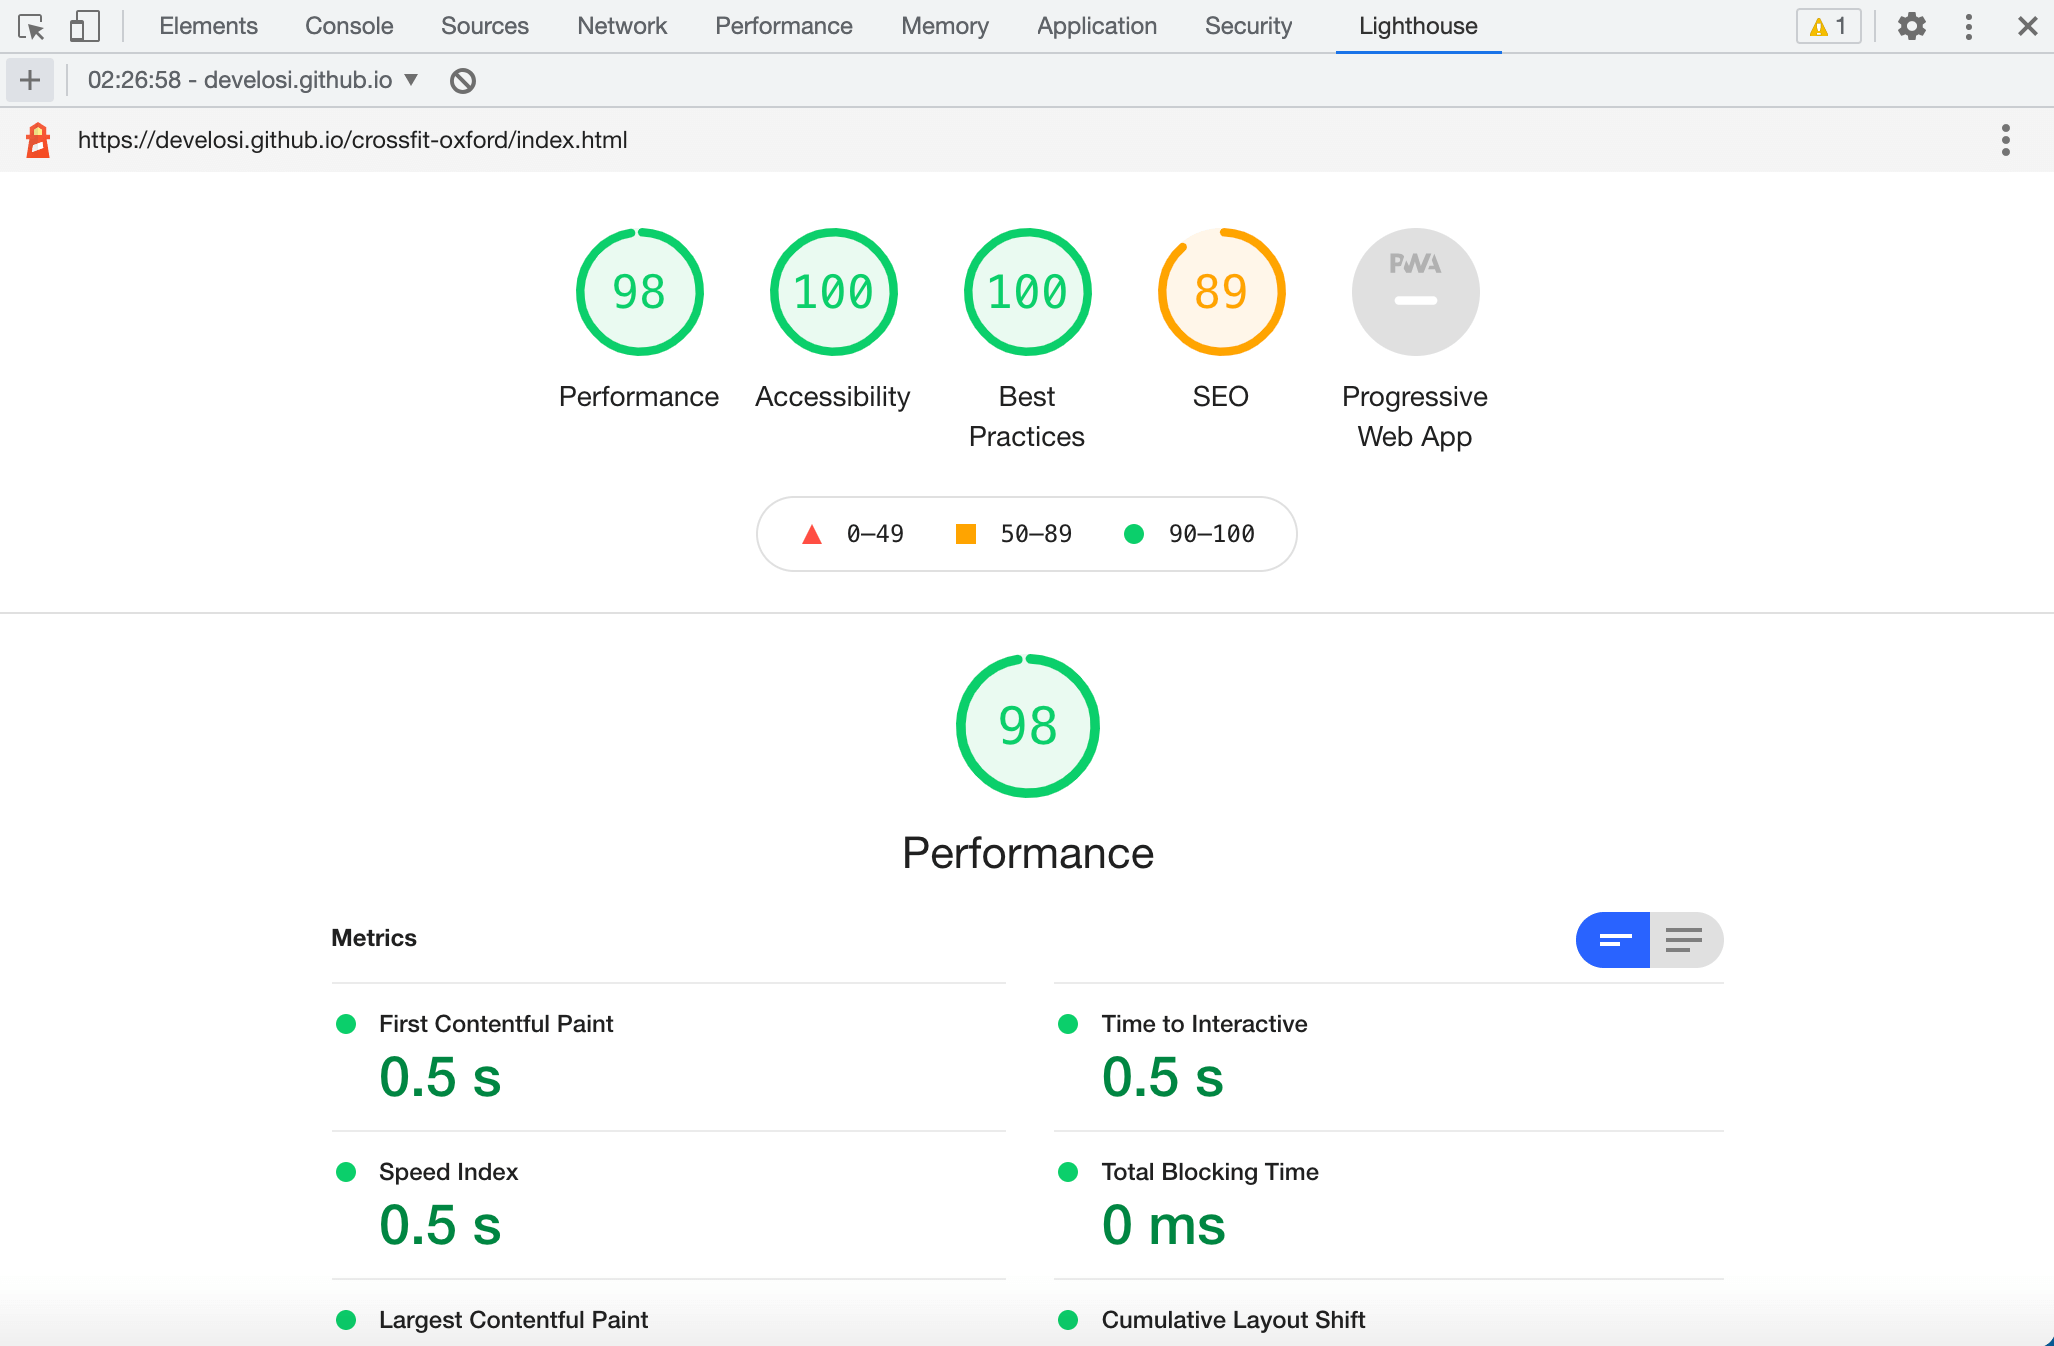 Elements Console Sources Network Performance Memory Application Security Lighthouse 1
02:26:58 - develosi.github.io
https://develosi.github.io/crossfit-oxford/index.html
98 100 100 89 PWA
Performance Accessibility Best Practices SEO Progressive Web App
0–49 50–89 90–100
98
Performance
Metrics
First Contentful Paint
0.5 s
Time to Interactive
0.5 s
Speed Index
0.5 s
Total Blocking Time
0 ms
Largest Contentful Paint
Cumulative Layout Shift